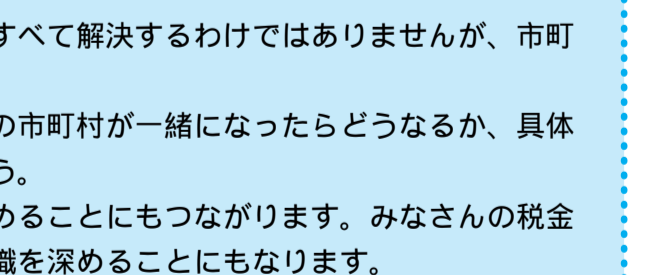 すべて解決するわけではありませんが、市町
の市町村が一緒になったらどうなるか、具体
う。
めることにもつながります。みなさんの税金
識を深めることにもなります。